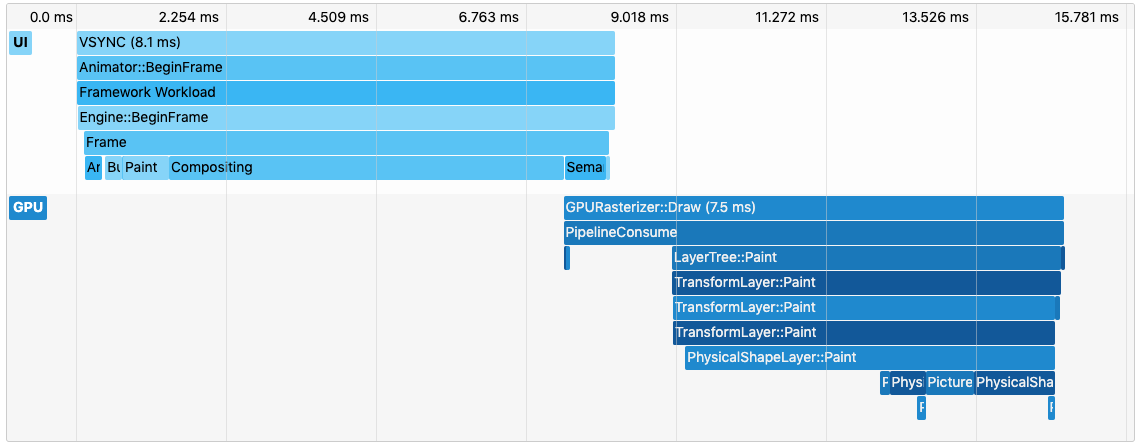 0.0 ms 2.254 ms 4.509 ms 6.763 ms 9.018 ms 11.272 ms 13.526 ms 15.781 ms
UI VSYNC (8.1 ms)
Animator::BeginFrame
Framework Workload
Engine::BeginFrame
Frame
Paint Compositing Sema
GPU GPURasterizer::Draw (7.5 ms)
PipelineConsume
LayerTree::Paint
TransformLayer::Paint
TransformLayer::Paint
TransformLayer::Paint
PhysicalShapeLayer::Paint
Physi Picture PhysicalSha